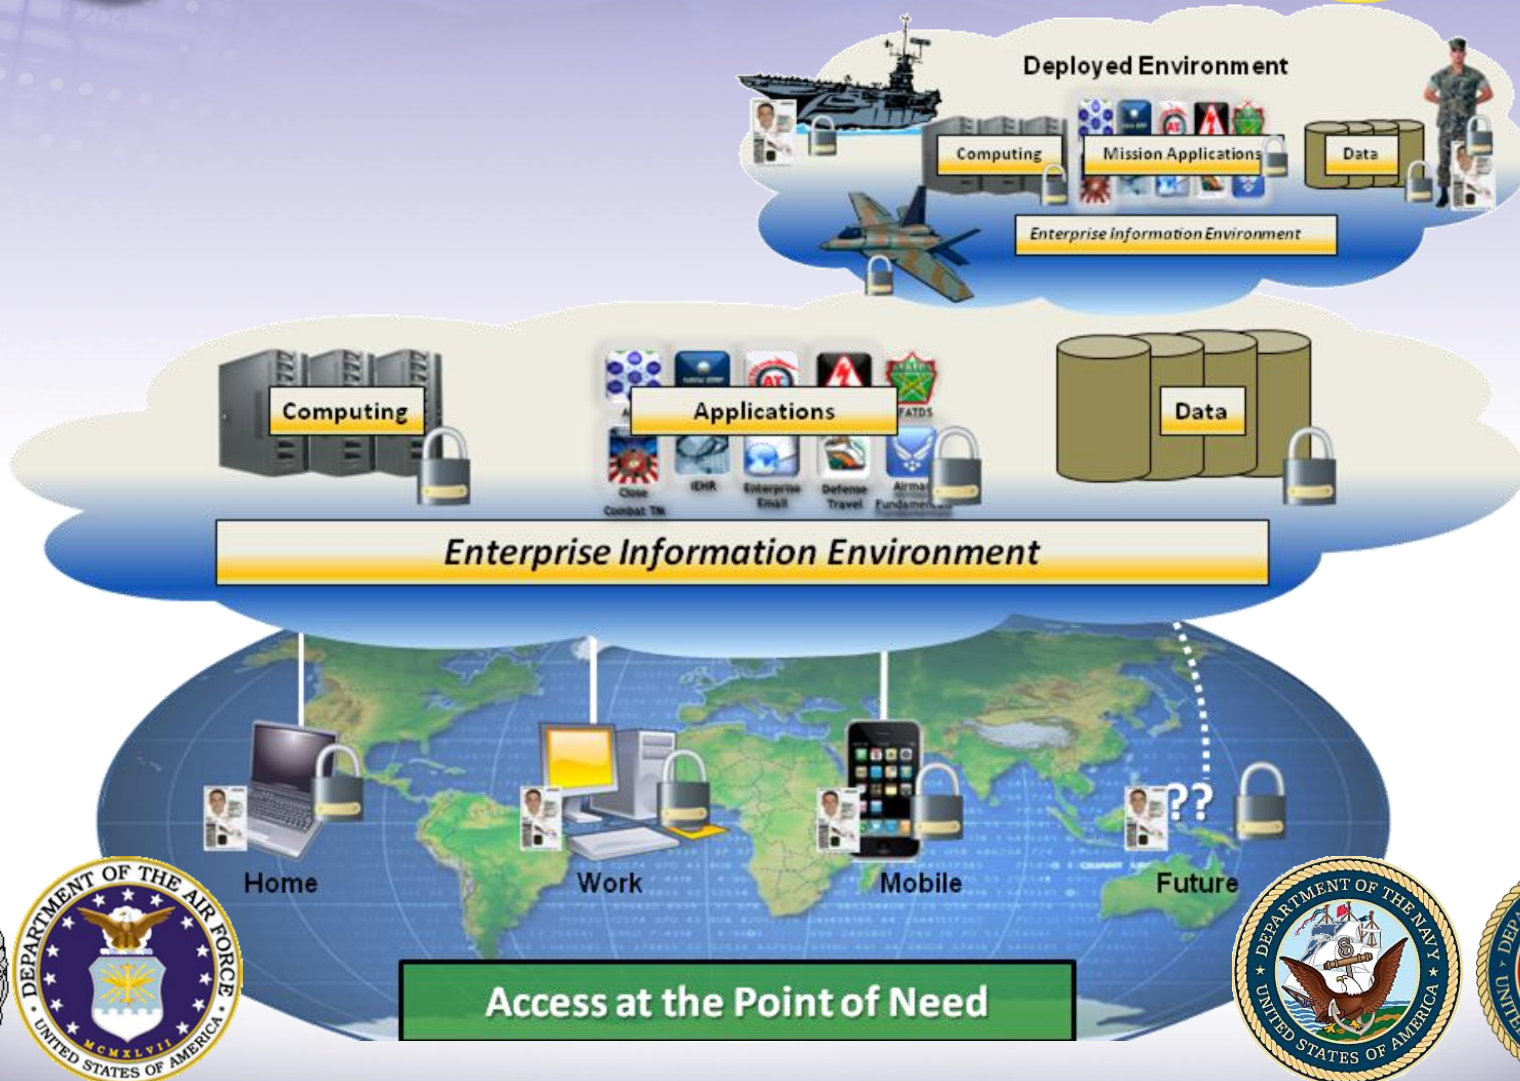 Deployed Environment
Computing
Mission Applications
Data
Enterprise Information Environment
Computing
Applications
Data
FATDS
Close
Combat TM
iEHR
Enterprise
Email
Defense
Travel
Enterprise Information Environment
??
Home
Work
Mobile
Future
Access at the Point of Need
DEPARTMENT OF THE AIR FORCE
MCMXLVII
UNITED STATES OF AMERICA
DEPARTMENT OF THE NAVY
UNITED STATES OF AMERICA